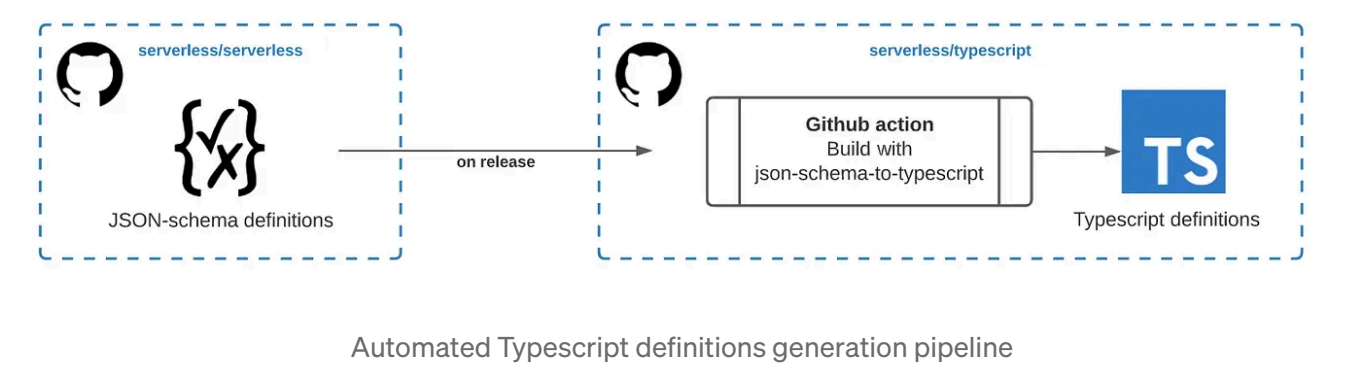 serverless/serverless
JSON-schema definitions
on release
serverless/typescript
Github action
Build with
json-schema-to-typescript
TS
Typescript definitions
Automated Typescript definitions generation pipeline